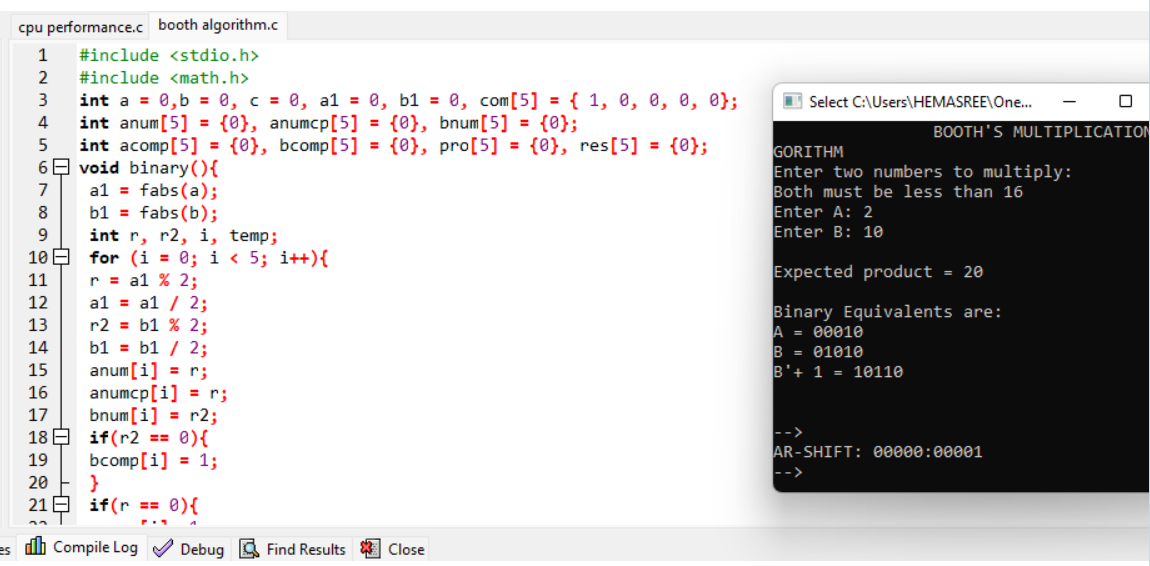 cpu performance.c booth algorithm.c
1 #include <stdio.h>
2 #include <math.h>
3 int a = 0,b = 0, c = 0, a1 = 0, b1 = 0, com[5] = { 1, 0, 0, 0, 0};
4 int anum[5] = {0}, anumcp[5] = {0}, bnum[5] = {0};
5 int acomp[5] = {0}, bcomp[5] = {0}, pro[5] = {0}, res[5] = {0};
6 void binary(){
7 a1 = fabs(a);
8 b1 = fabs(b);
9 int r, r2, i, temp;
10 for (i = 0; i < 5; i++){
11 r = a1 % 2;
12 a1 = a1 / 2;
13 r2 = b1 % 2;
14 b1 = b1 / 2;
15 anum[i] = r;
16 anumcp[i] = r;
17 bnum[i] = r2;
18 if(r2 == 0){
19 bcomp[i] = 1;
20 }
21 if(r == 0){
Select C:\Users\HEMASREE\One...
BOOTH'S MULTIPLICATION
GORITHM
Enter two numbers to multiply:
Both must be less than 16
Enter A: 2
Enter B: 10
Expected product = 20
Binary Equivalents are:
A = 00010
B = 01010
B'+ 1 = 10110
-->
AR-SHIFT: 00000:00001
-->
es Compile Log Debug Find Results Close